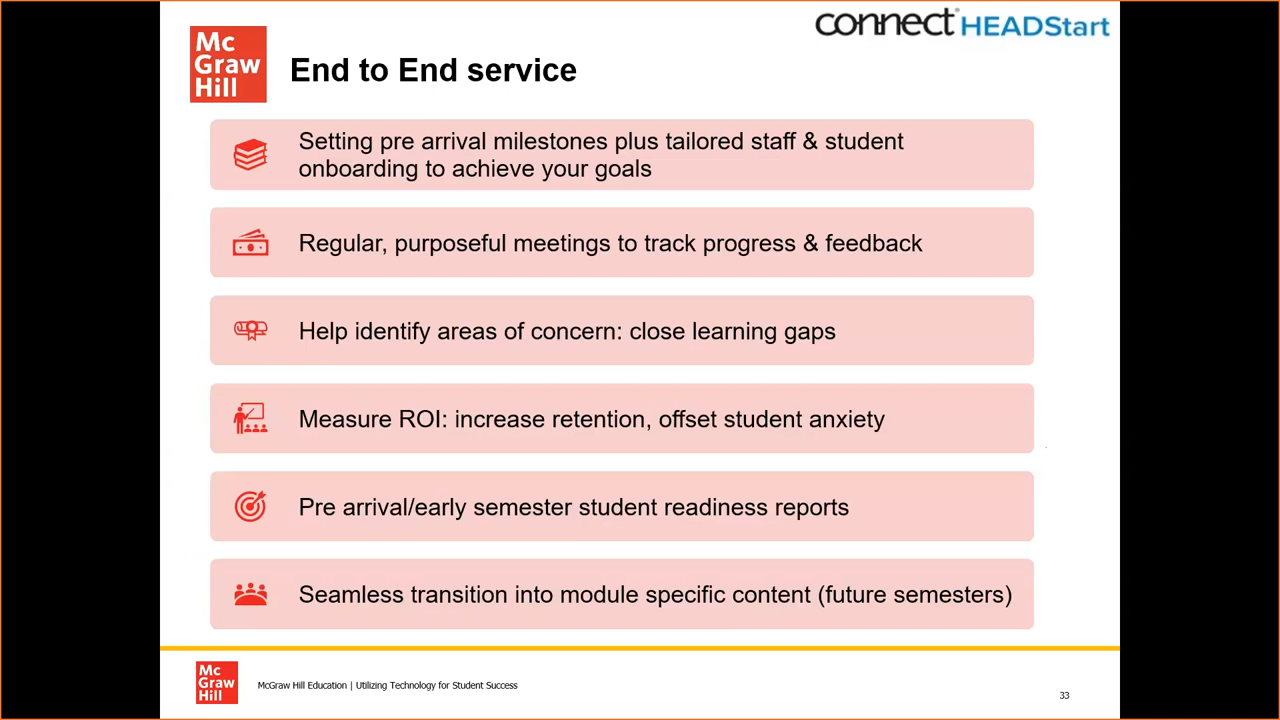 connect® HEADStart
Mc
Graw
Hill
End to End service
Setting pre arrival milestones plus tailored staff & student
onboarding to achieve your goals
Regular, purposeful meetings to track progress & feedback
Help identify areas of concern: close learning gaps
Measure ROI: increase retention, offset student anxiety
Pre arrival/early semester student readiness reports
Seamless transition into module specific content (future semesters)
Mc
Graw
Hill
McGraw Hill Education | Utilizing Technology for Student Success
33